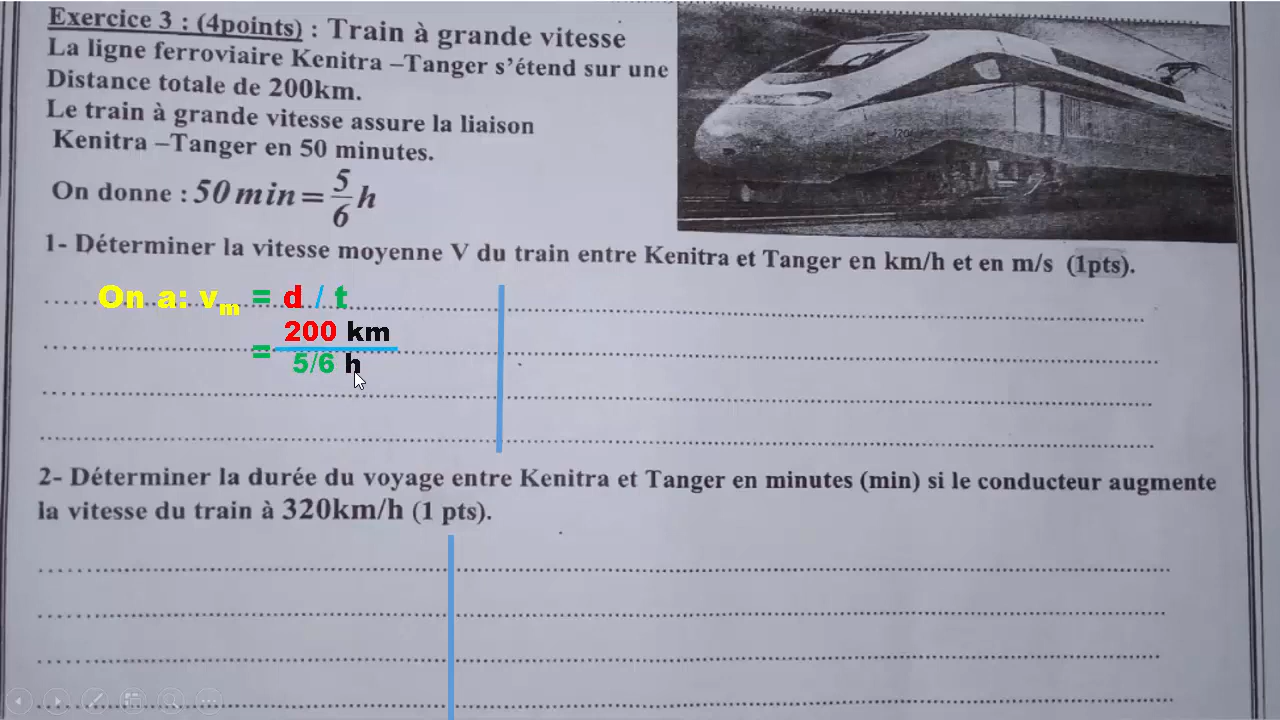 Exercice 3 : (4points) : Train à grande vitesse
La ligne ferroviaire Kenitra –Tanger s'étend sur une
Distance totale de 200km.
Le train à grande vitesse assure la liaison
Kenitra –Tanger en 50 minutes.
On donne : 50 min = 5/6 h
1- Déterminer la vitesse moyenne V du train entre Kenitra et Tanger en km/h et en m/s (1pts).
On a: vm = d / t
= 200 km
5/6 h
2- Déterminer la durée du voyage entre Kenitra et Tanger en minutes (min) si le conducteur augmente
la vitesse du train à 320km/h (1 pts).